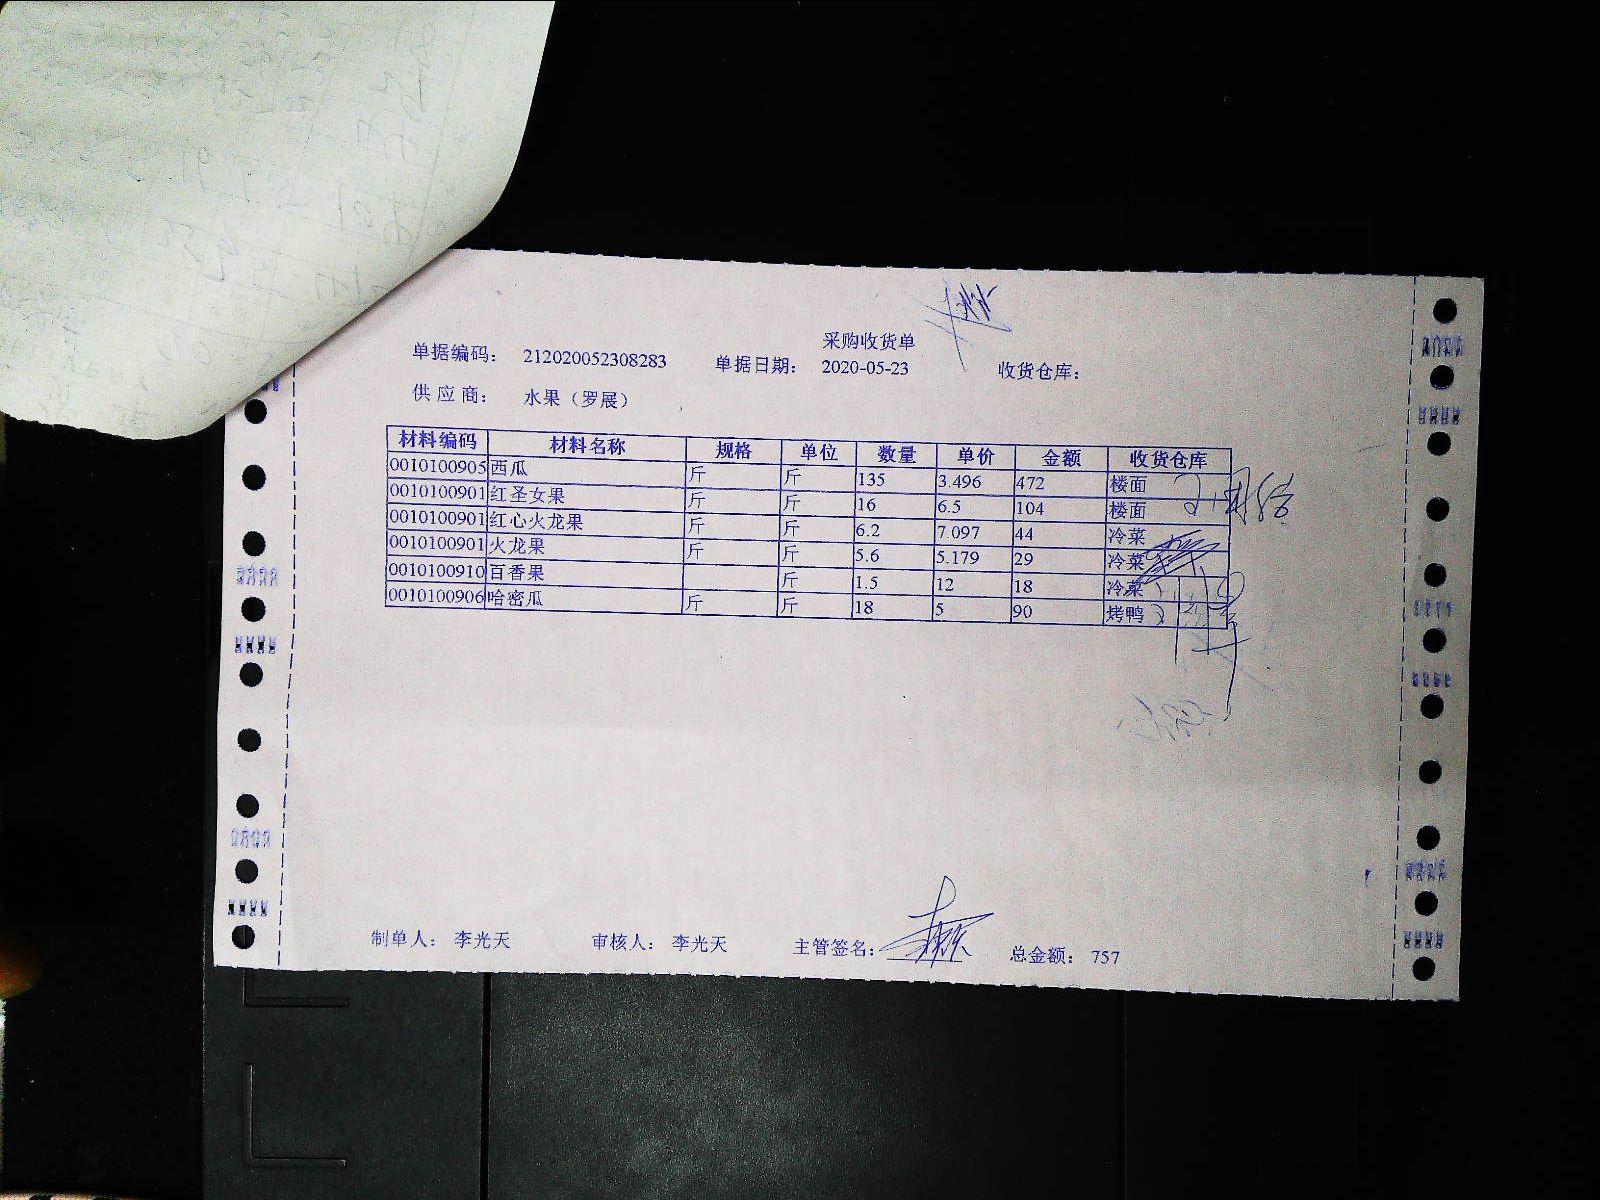 采购收货单
单据编码： 212020052308283 单据日期： 2020-05-23 收货仓库：
供 应 商： 水果（罗展）
材料编码 材料名称 规格 单位 数量 单价 金额 收货仓库
0010100905 西瓜 斤 斤 135 3.496 472 楼面
0010100901 红圣女果 斤 斤 16 6.5 104 楼面
0010100901 红心火龙果 斤 斤 6.2 7.097 44 冷菜
0010100901 火龙果 斤 斤 5.6 5.179 29 冷菜
0010100910 百香果 斤 1.5 12 18 冷菜
0010100906 哈密瓜 斤 斤 18 5 90 烤鸭
制单人： 李光天 审核人： 李光天 主管签名： 总金额： 757